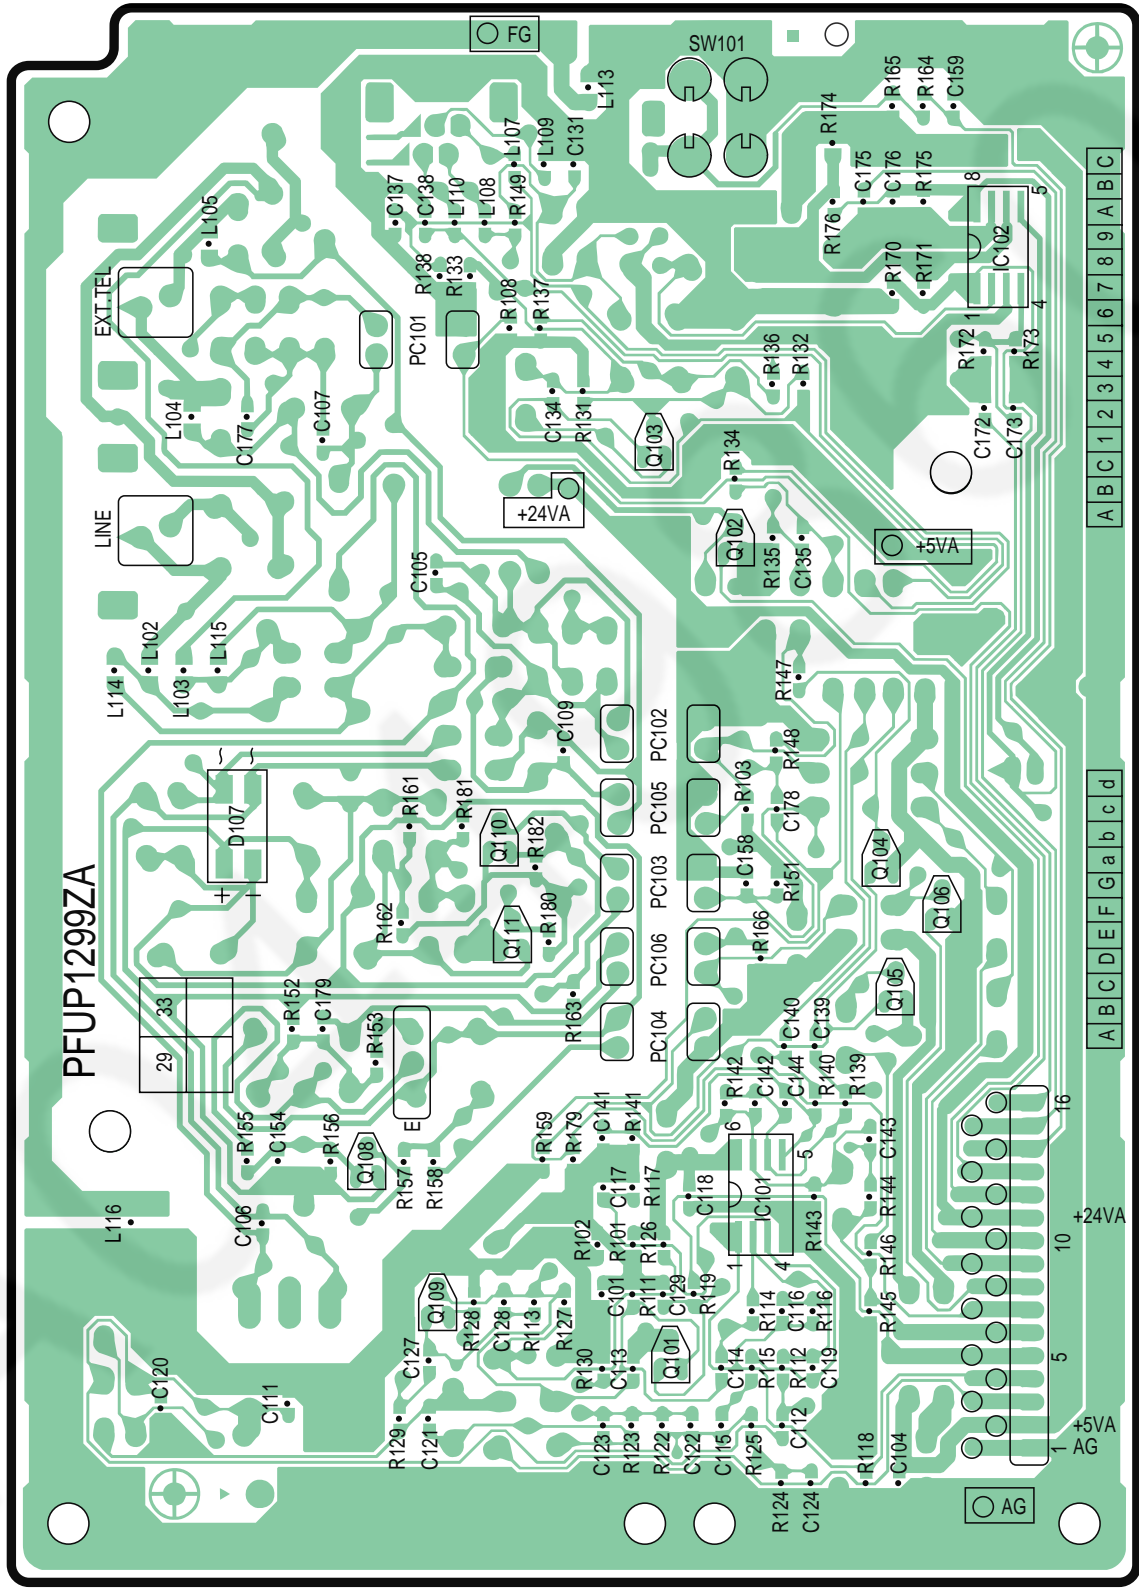 FG
SW101
L113
R165
R164
C159
R174
L107
L109
C131
C175
C176
R175
8
5
C137
C138
L110
L108
R149
R176
IC102
L105
R138
R133
R170
R171
1
4
EXT.TEL
PC101
R108
R137
R172
R173
R136
R132
L104
C177
C107
C134
R131
Q103
C172
C173
R134
LINE
+24VA
Q102
R135
C135
+5VA
C105
A B C 1 2 3 4 5 6 7 8 9 A B C
L114
L102
L103
L115
R147
C109
PC102
R148
~ ~
D107
+ −
R161
R181
Q110
R182
PC105
R103
C178
Q104
PFUP1299ZA
R162
Q111
R180
PC103
C158
R151
Q106
A B C D E F G a b c d
PC106
R166
33
29
R152
C179
R153
R163
PC104
C140
C139
Q105
E
R142
C142
C144
R140
R139
R155
C154
R156
Q108
R157
R158
R159
R179
C141
R141
6
5
C143
16
C117
R117
C118
IC101
R143
R144
L116
C106
R102
R101
R126
1
4
R146
+24VA
10
Q109
R128
C128
R113
R127
C101
R111
C129
R119
R114
C116
R116
R145
C127
R130
C113
Q101
C114
R115
R112
C119
5
C120
C111
R129
C121
C123
R123
R122
C122
C115
R125
C112
+5VA
1
AG
R124
C124
R118
C104
AG